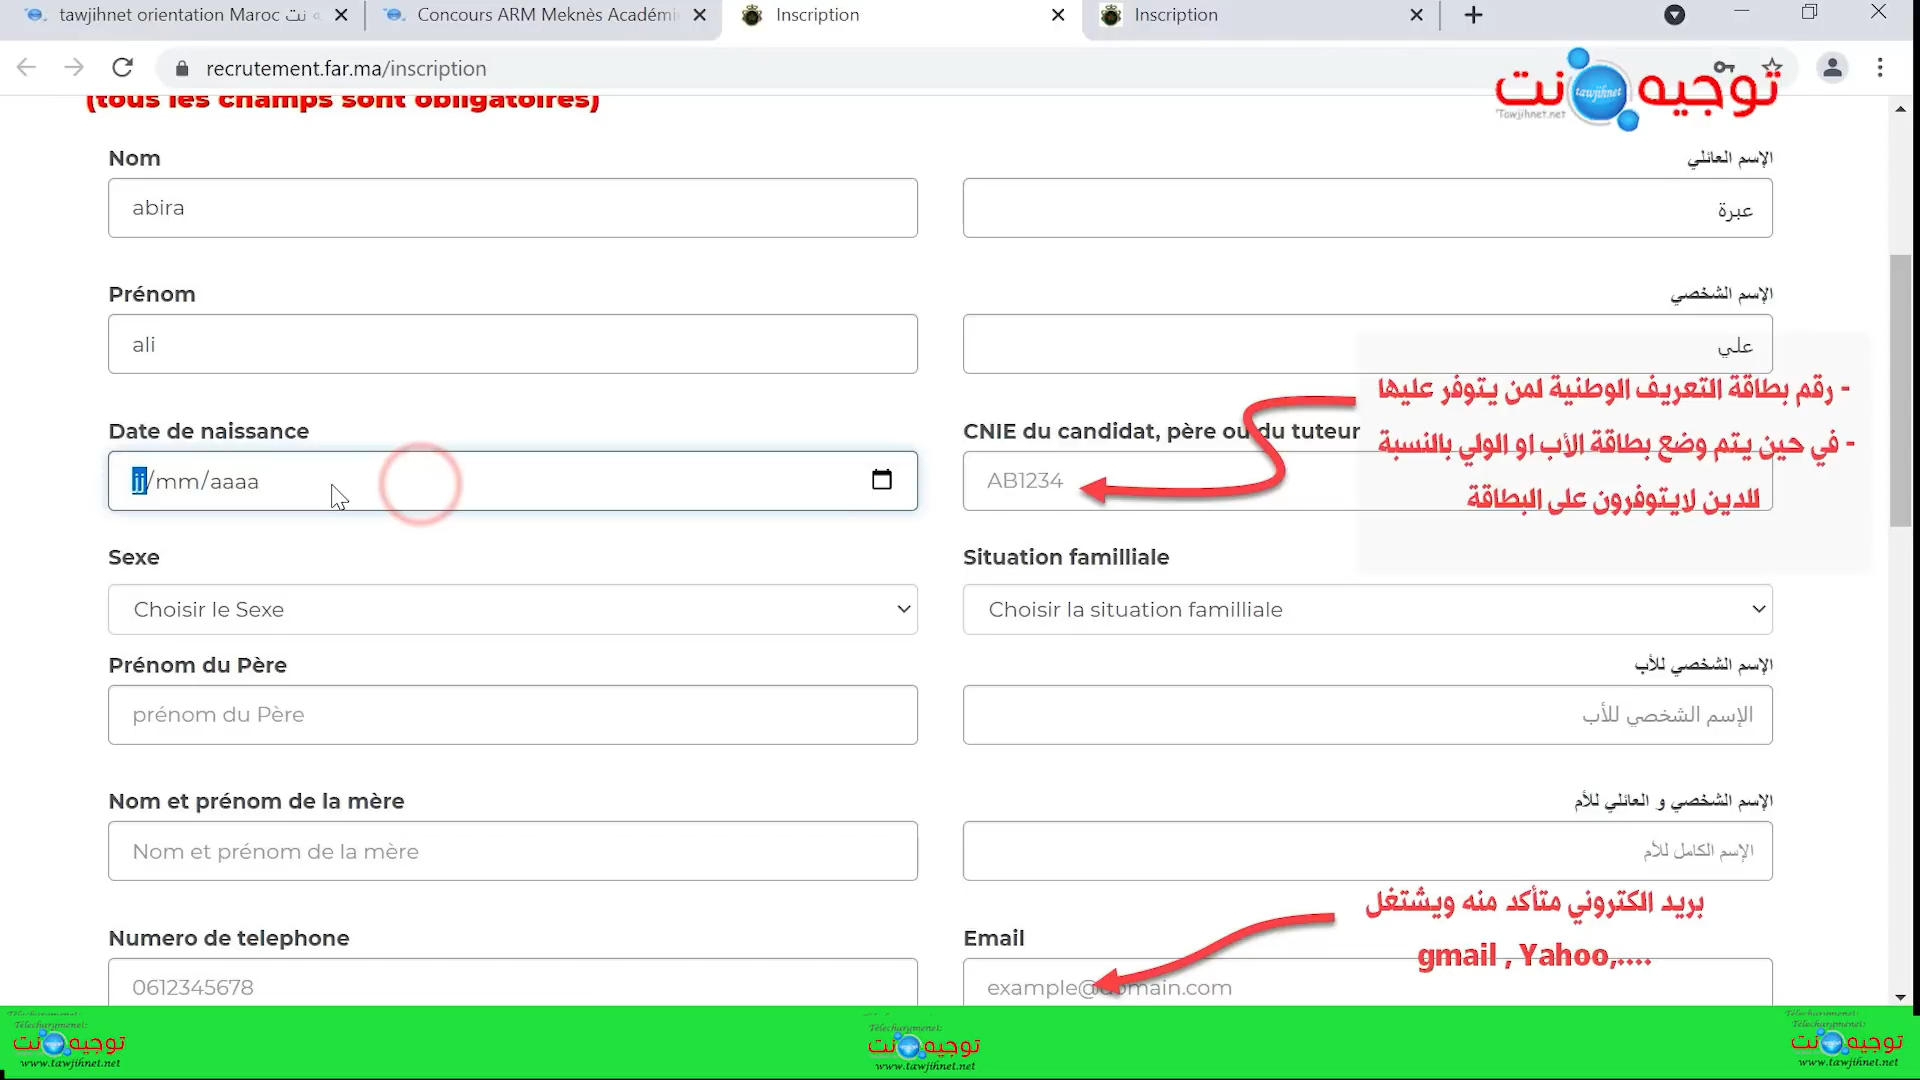 tawjihnet orientation Maroc
Concours ARM Meknès Académi
Inscription
Inscription
recrutement.far.ma/inscription
توجيه نت
tawjihnet
Tawjihnet.net
(tous les champs sont obligatoires)
Nom
الإسم العائلي
abira
عبرة
Prénom
الإسم الشخصي
ali
علي
- رقم بطاقة التعريف الوطنية لمن يتوفر عليها
Date de naissance
CNIE du candidat, père ou du tuteur
- في حين يتم وضع بطاقة الأب او الولي بالنسبة
للدين لايتوفرون على البطاقة
jj/mm/aaaa
AB1234
Sexe
Situation familliale
Choisir le Sexe
Choisir la situation familliale
Prénom du Père
الإسم الشخصي للأب
prénom du Père
الإسم الشخصي للأب
Nom et prénom de la mère
الإسم الشخصي و العائلي للأم
Nom et prénom de la mère
الإسم الكامل للأم
بريد الكتروني متأكد منه ويشتغل
gmail , Yahoo,....
Numero de telephone
Email
0612345678
example@domain.com
توجيه نت
www.tawjihnet.net
توجيه نت
www.tawjihnet.net
توجيه نت
www.tawjihnet.net